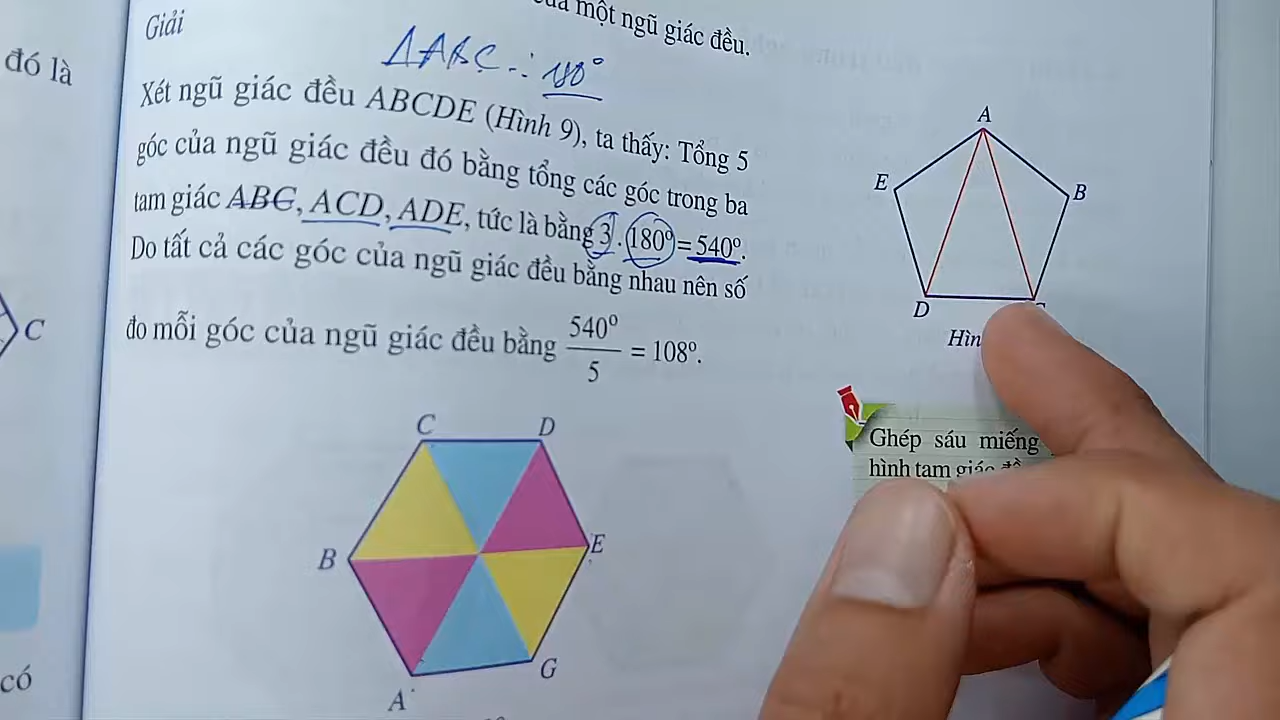 đó là
C
có
của một ngũ giác đều.
Giải
ΔABC ∴ 180°
Xét ngũ giác đều ABCDE (Hình 9), ta thấy: Tổng 5
góc của ngũ giác đều đó bằng tổng các góc trong ba
tam giác ABC, ACD, ADE, tức là bằng 3 . 180° = 540°.
Do tất cả các góc của ngũ giác đều bằng nhau nên số
đo mỗi góc của ngũ giác đều bằng 540°/5 = 108°.
A
E
B
D
Ghép sáu miếng
hình tam giác
C
D
B
E
G
A